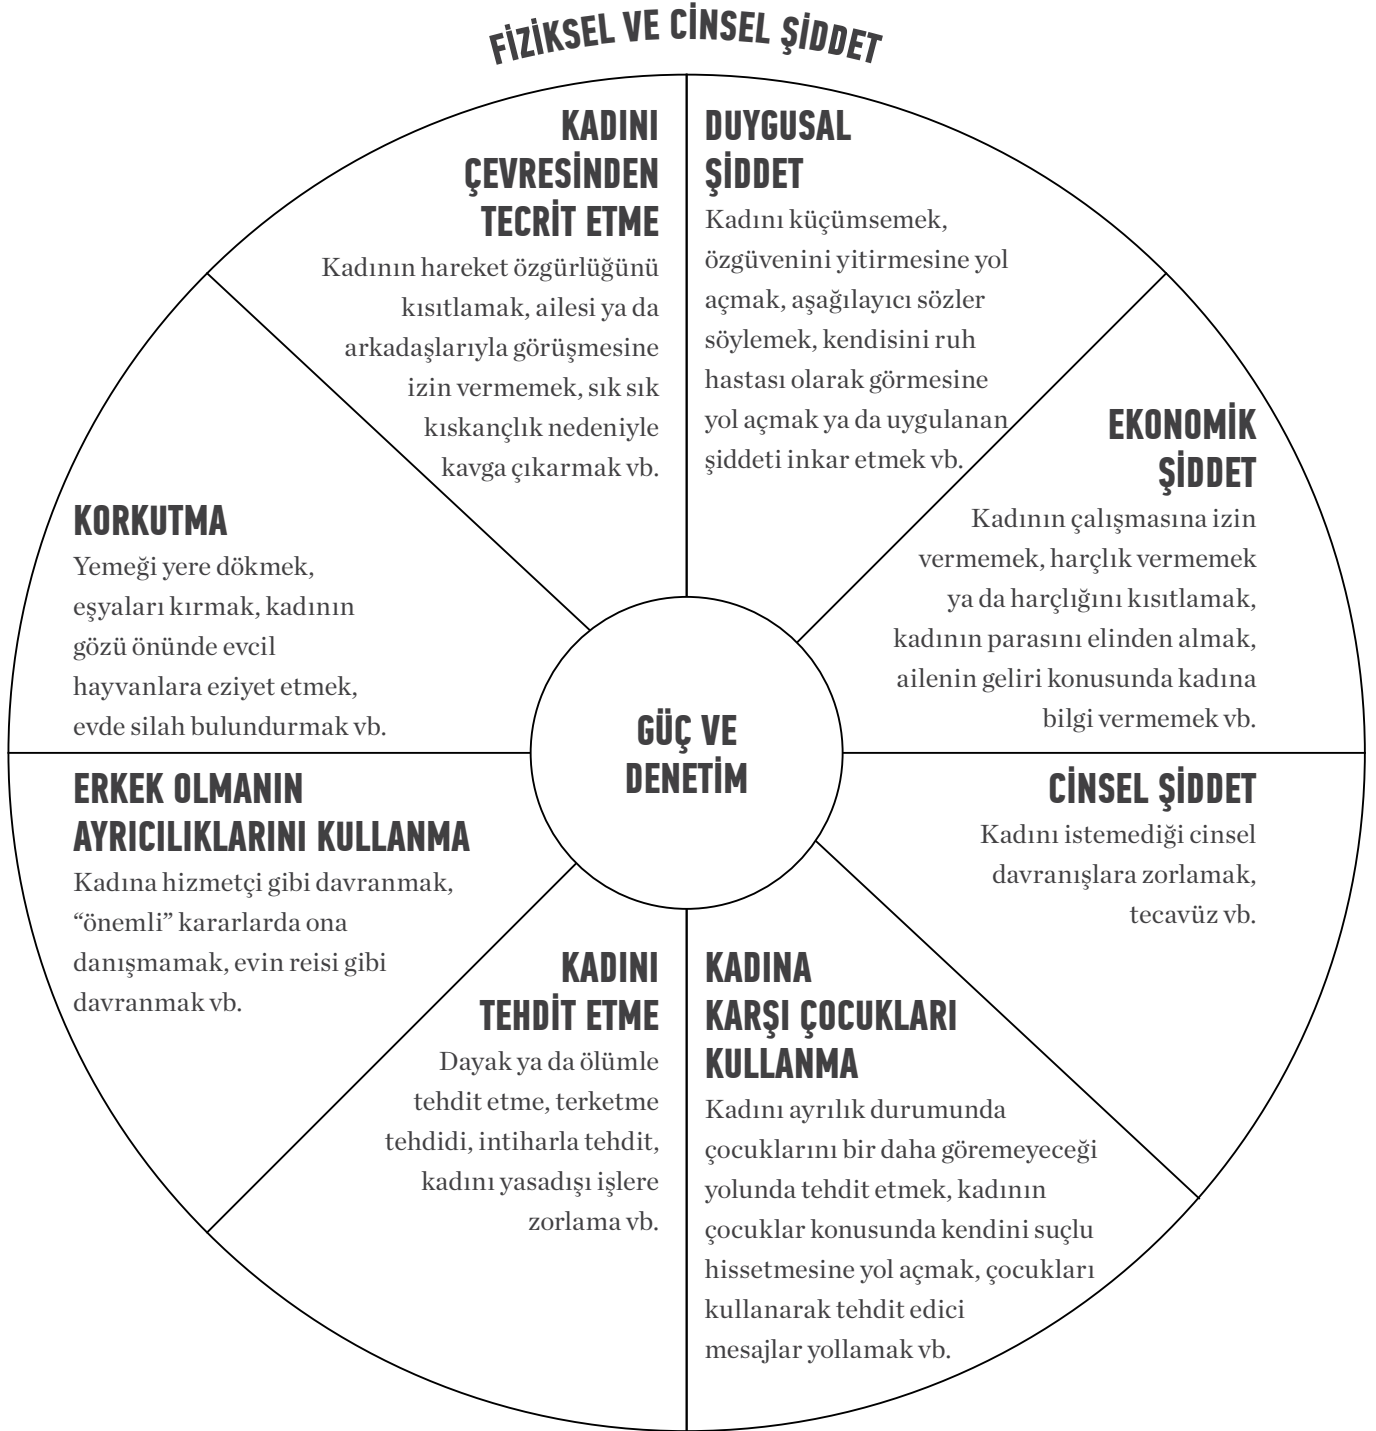 FİZİKSEL VE CİNSEL ŞİDDET
KADINI
ÇEVRESİNDEN
TECRİT ETME
Kadının hareket özgürlüğünü
kısıtlamak, ailesi ya da
arkadaşlarıyla görüşmesine
izin vermemek, sık sık
kıskançlık nedeniyle
kavga çıkarmak vb.
DUYGUSAL
ŞİDDET
Kadını küçümsemek,
özgüvenini yitirmesine yol
açmak, aşağılayıcı sözler
söylemek, kendisini ruh
hastası olarak görmesine
yol açmak ya da uygulanan
şiddeti inkar etmek vb.
EKONOMİK
ŞİDDET
Kadının çalışmasına izin
vermemek, harçlık vermemek
ya da harçlığını kısıtlamak,
kadının parasını elinden almak,
ailenin geliri konusunda kadına
bilgi vermemek vb.
KORKUTMA
Yemeği yere dökmek,
eşyaları kırmak, kadının
gözü önünde evcil
hayvanlara eziyet etmek,
evde silah bulundurmak vb.
GÜÇ VE
DENETİM
ERKEK OLMANIN
AYRICILIKLARINI KULLANMA
Kadına hizmetçi gibi davranmak,
“önemli” kararlarda ona
danışmamak, evin reisi gibi
davranmak vb.
CİNSEL ŞİDDET
Kadını istemediği cinsel
davranışlara zorlamak,
tecavüz vb.
KADINI
TEHDİT ETME
Dayak ya da ölümle
tehdit etme, terketme
tehdidi, intiharla tehdit,
kadını yasadışı işlere
zorlama vb.
KADINA
KARŞI ÇOCUKLARI
KULLANMA
Kadını ayrılık durumunda
çocuklarını bir daha göremeyeceği
yolunda tehdit etmek, kadının
çocuklar konusunda kendini suçlu
hissetmesine yol açmak, çocukları
kullanarak tehdit edici
mesajlar yollamak vb.